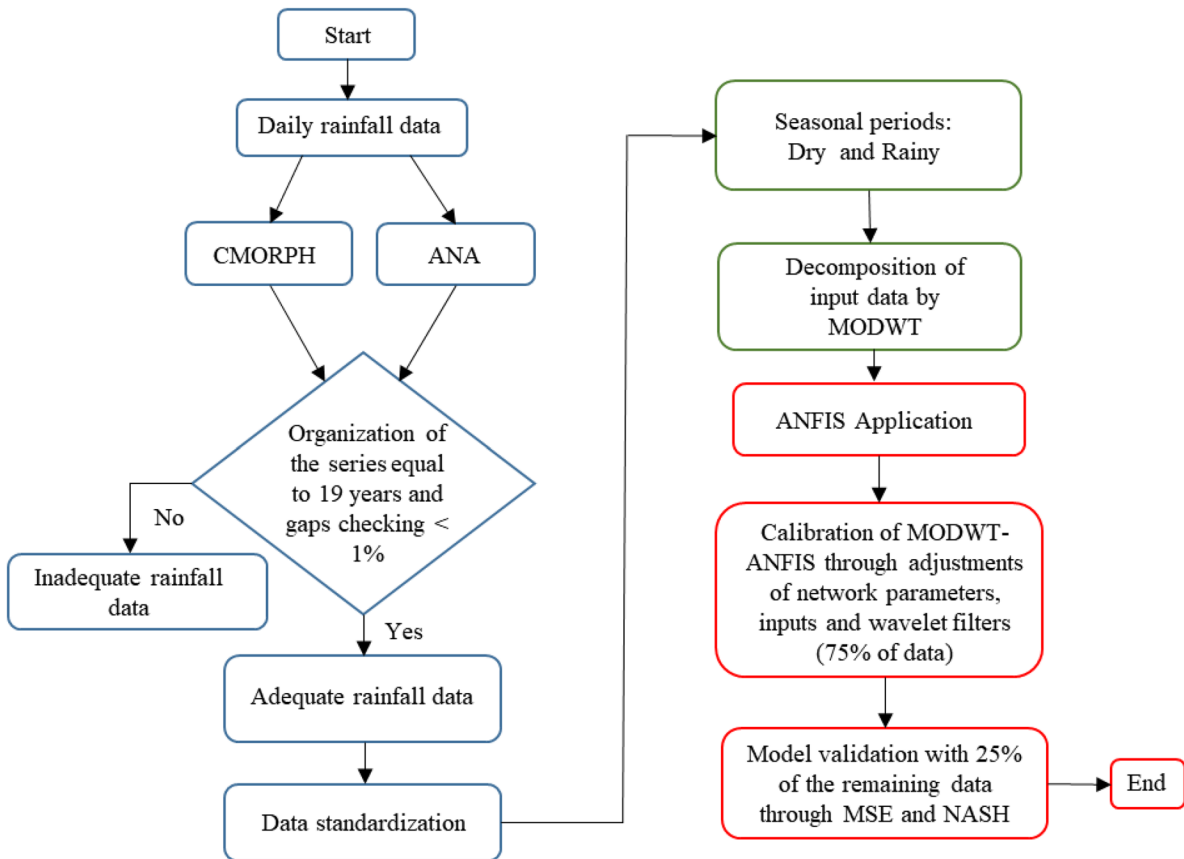 Start
Daily rainfall data
CMORPH
ANA
Organization of
the series equal
to 19 years and
gaps checking <
1%
No
Inadequate rainfall
data
Yes
Adequate rainfall data
Data standardization
Seasonal periods:
Dry and Rainy
Decomposition of
input data by
MODWT
ANFIS Application
Calibration of MODWT-
ANFIS through adjustments
of network parameters,
inputs and wavelet filters
(75% of data)
Model validation with 25%
of the remaining data
through MSE and NASH
End